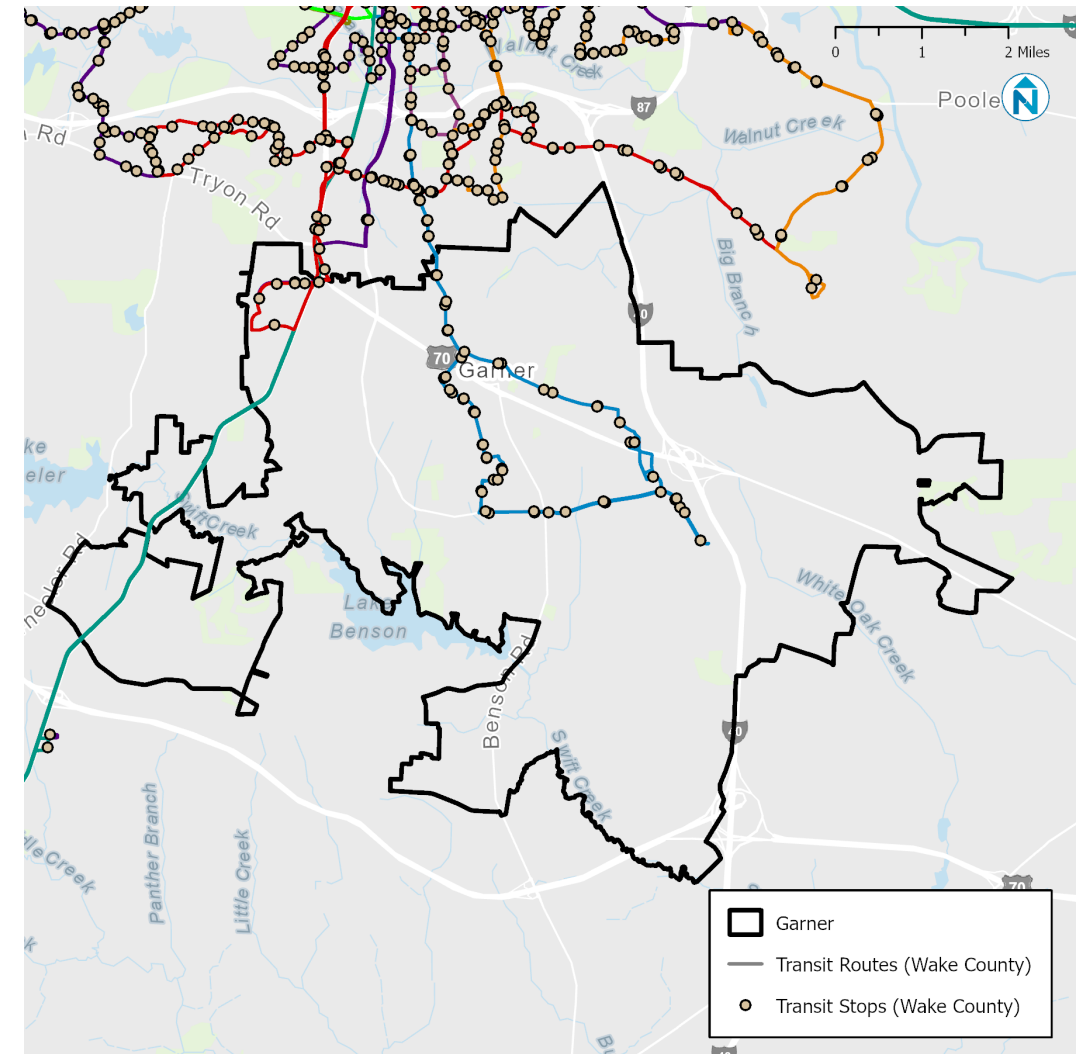 Walnut Creek
0
1
2 Miles
87
Poole
N
Rd
Walnut Creek
Tryon Rd
Big Branch
70
Garner
Swift Creek
Lake
Benson
White Oak Creek
Benson Rd
Swift Creek
Panther Branch
Little Creek
Creek
70
Garner
Transit Routes (Wake County)
Transit Stops (Wake County)